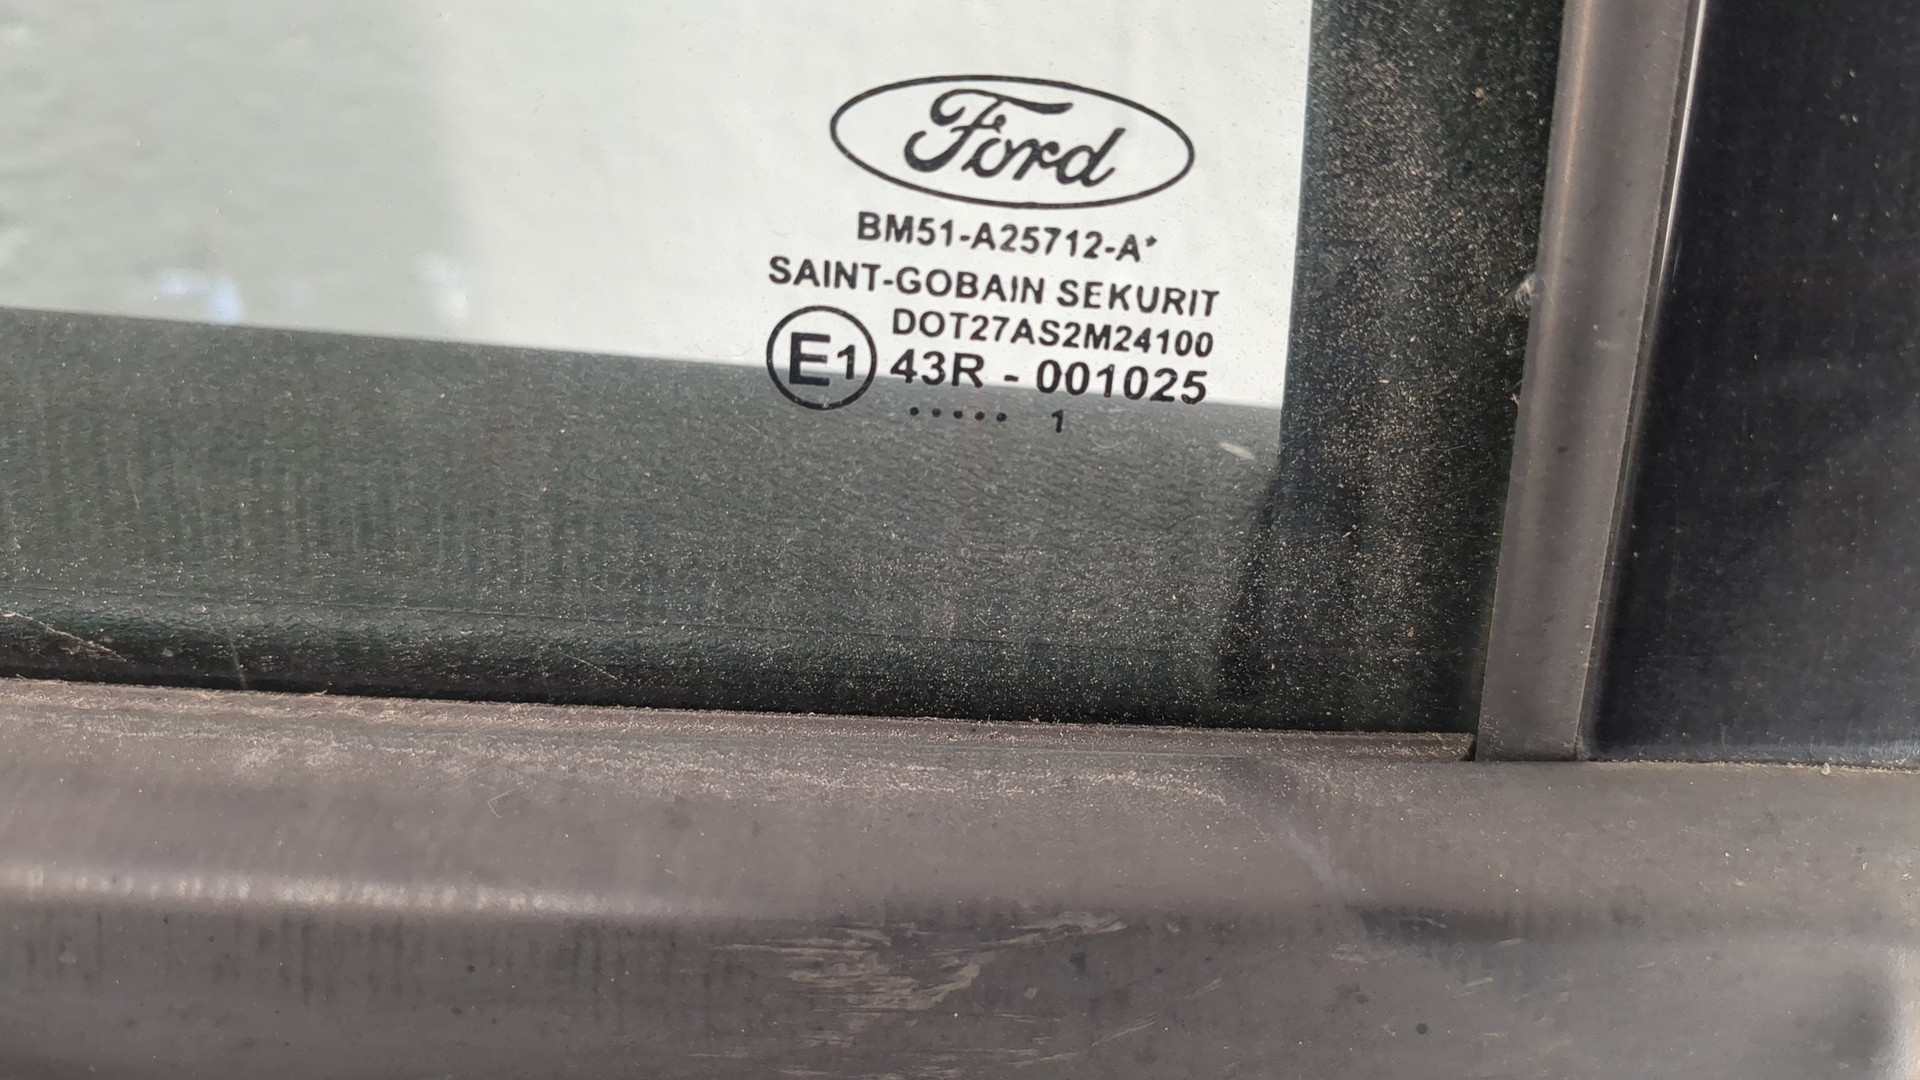 Ford
BM51-A25712-A*
SAINT-GOBAIN SEKURIT
DOT27AS2M24100
E1 43R - 001025
..... 1